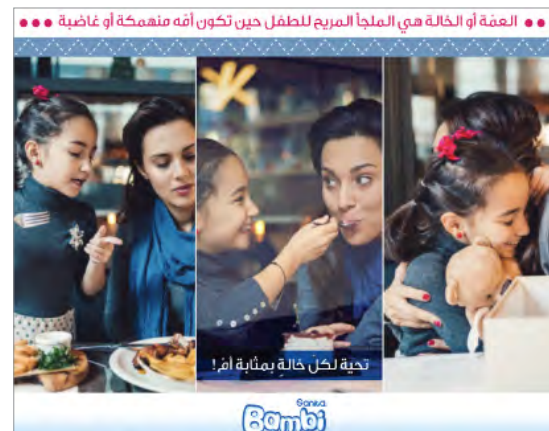 العمّة أو الخالة هي الملجأ المريح للطفل حين تكون أمّه منهمكة أو غاضبة
تحية لكلّ خالةٍ بمثابة أمّ!
Sanita
Bambi